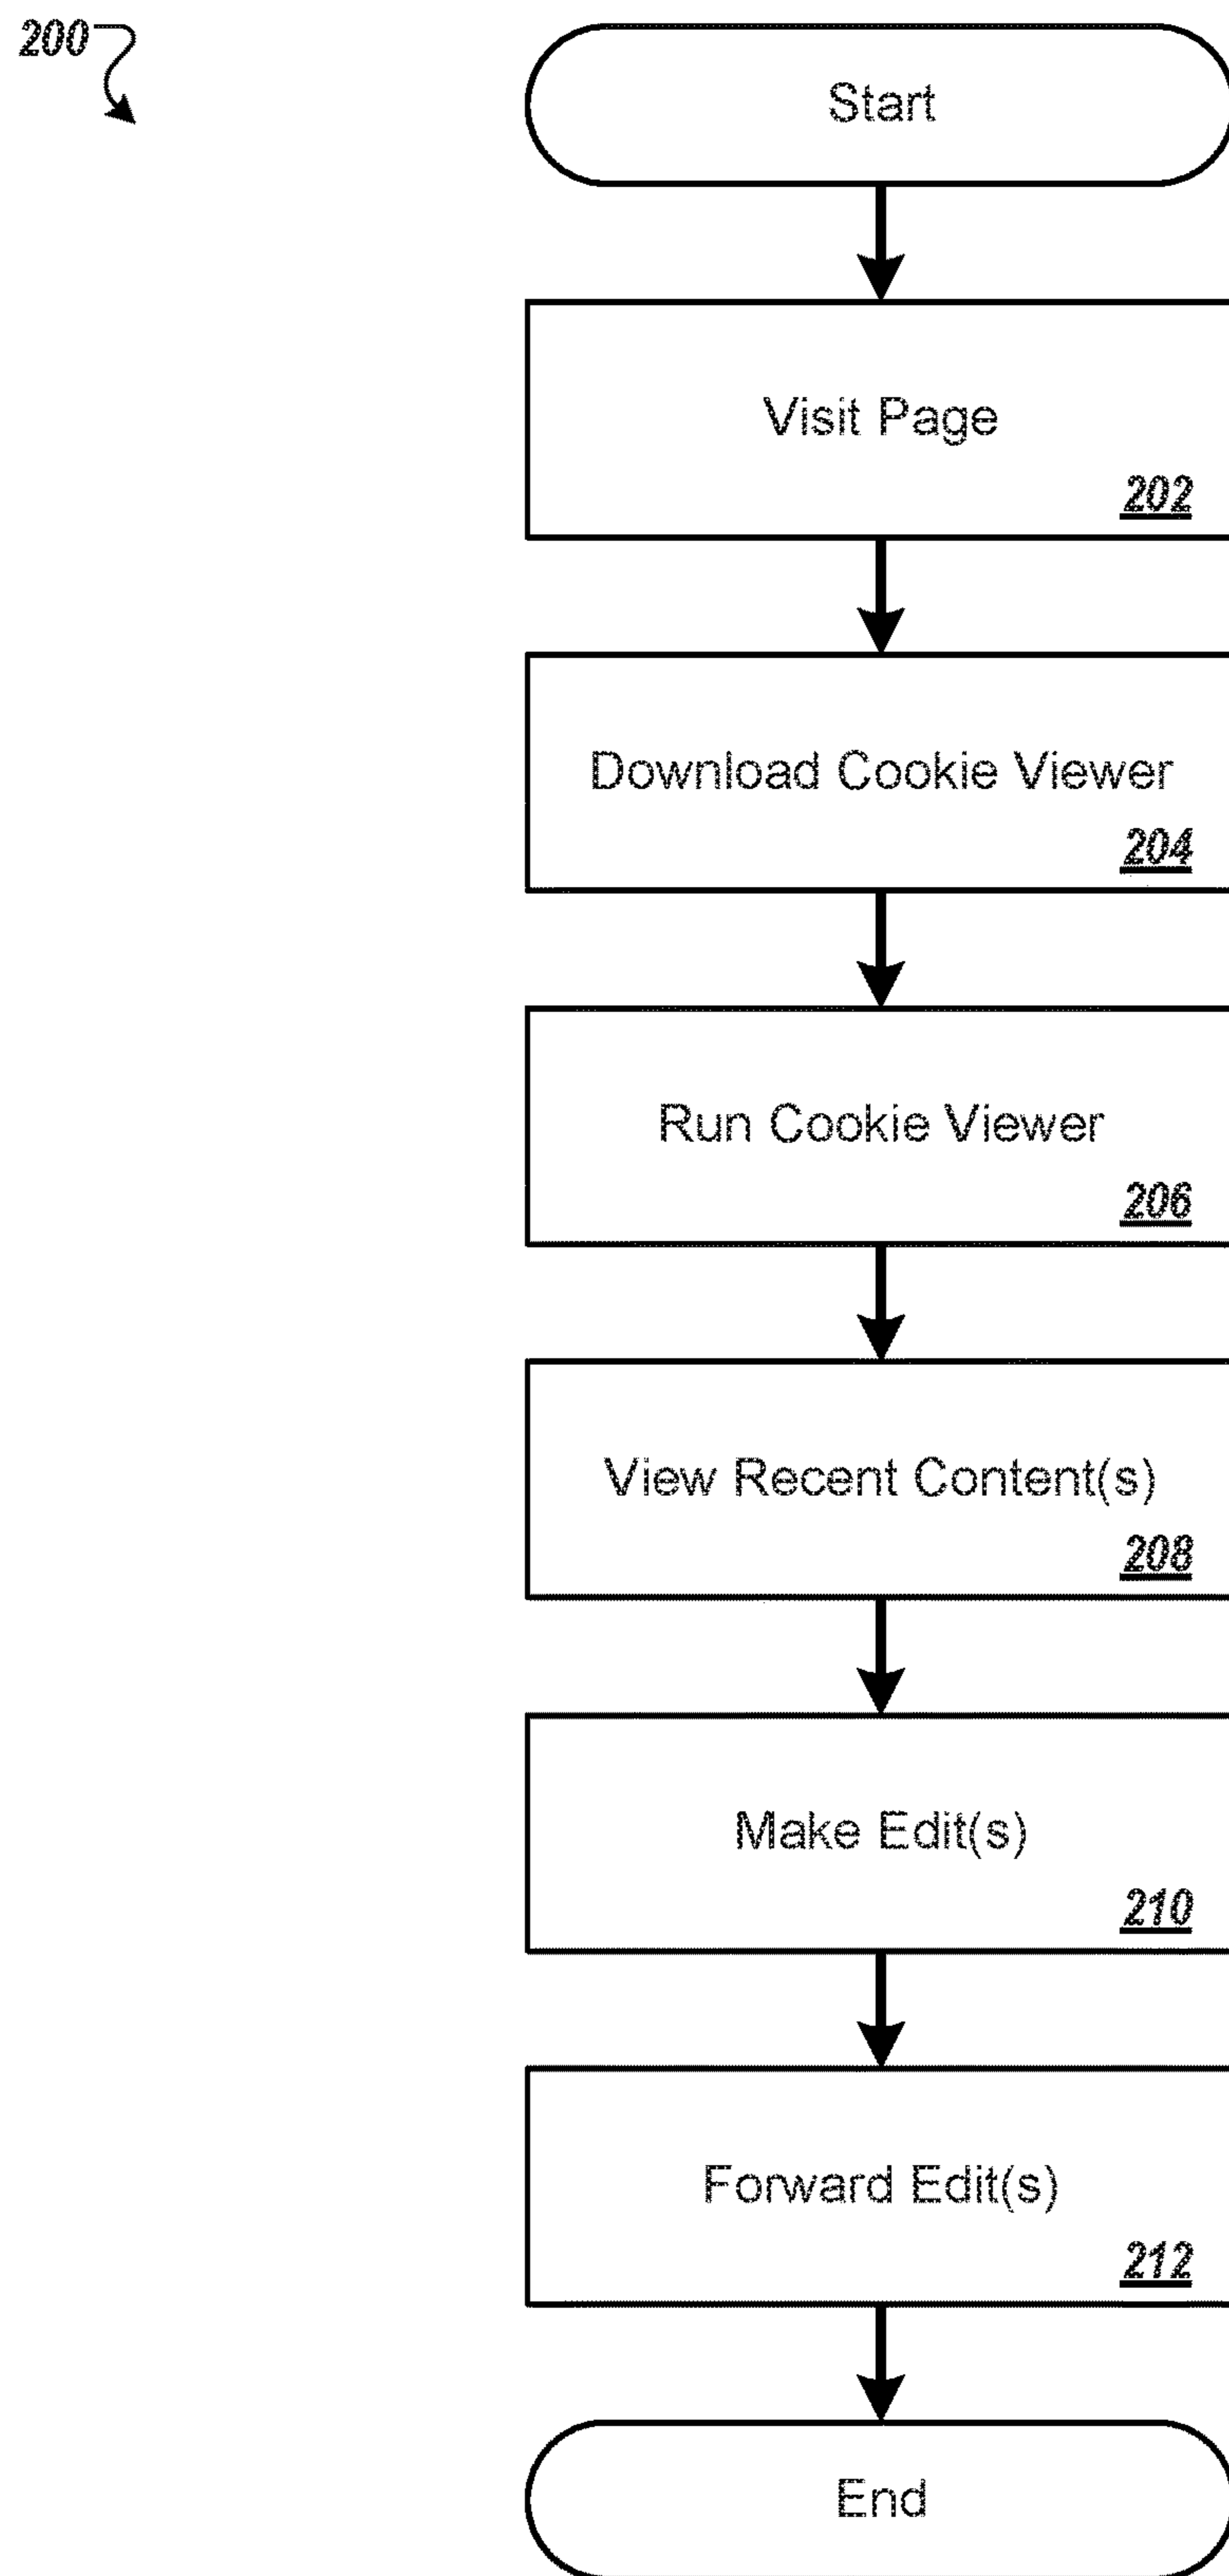 200
Start
Visit Page
202
Download Cookie Viewer
204
Run Cookie Viewer
206
View Recent Content(s)
208
Make Edit(s)
210
Forward Edit(s)
212
End